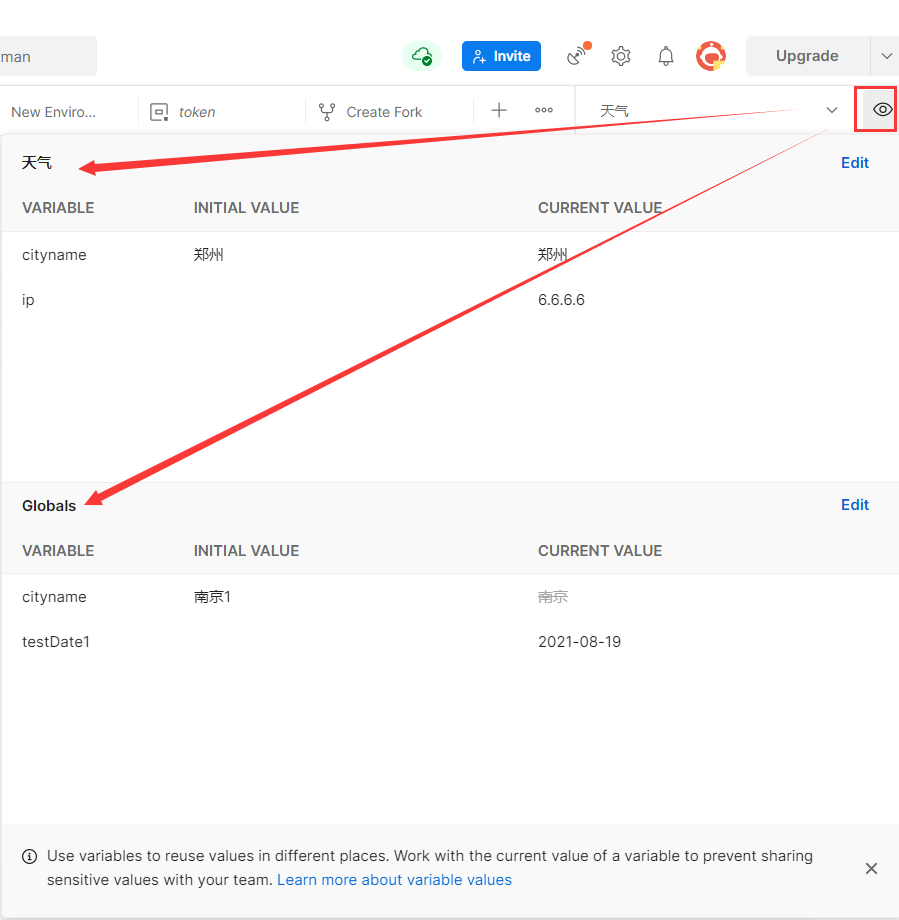 man Invite Upgrade
New Enviro... token Create Fork 天气
天气 Edit
VARIABLE INITIAL VALUE CURRENT VALUE
cityname 郑州 郑州
ip 6.6.6.6
Globals Edit
VARIABLE INITIAL VALUE CURRENT VALUE
cityname 南京1 南京
testDate1 2021-08-19
Use variables to reuse values in different places. Work with the current value of a variable to prevent sharing
sensitive values with your team. Learn more about variable values